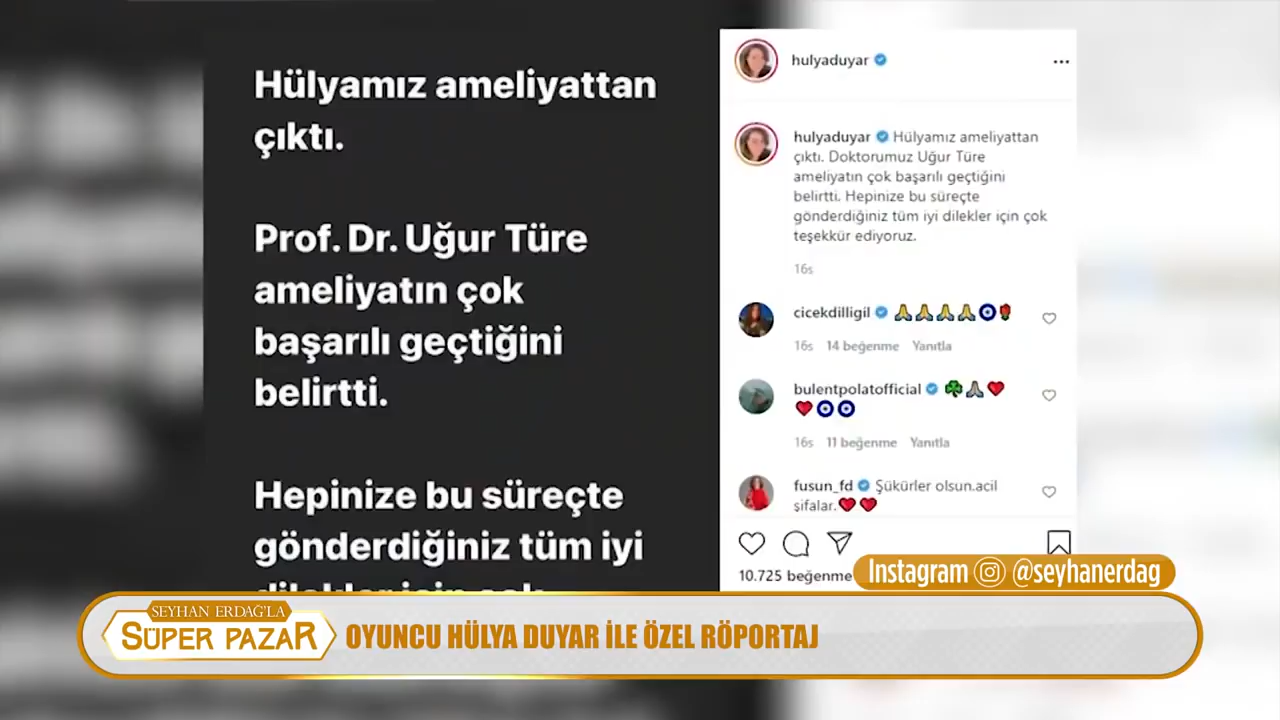 Hülyamız ameliyattan
çıktı.
Prof. Dr. Uğur Türe
ameliyatın çok
başarılı geçtiğini
belirtti.
Hepinize bu süreçte
gönderdiğiniz tüm iyi
dilekler için çok
hulyaduyar
hulyaduyar Hülyamız ameliyattan
çıktı. Doktorumuz Uğur Türe
ameliyatın çok başarılı geçtiğini
belirtti. Hepinize bu süreçte
gönderdiğiniz tüm iyi dilekler için çok
teşekkür ediyoruz.
16s
cicekdilligil 🙏🙏🙏🙏🧿🌹
16s 14 beğenme Yanıtla
bulentpolatofficial ☘️🙏❤️
❤️🧿🧿
16s 11 beğenme Yanıtla
fusun_fd Şükürler olsun.acil
şifalar.❤️❤️
10.725 beğenme
Instagram @seyhanerdag
SEYHAN ERDAĞ'LA
SÜPER PAZAR
OYUNCU HÜLYA DUYAR İLE ÖZEL RÖPORTAJ